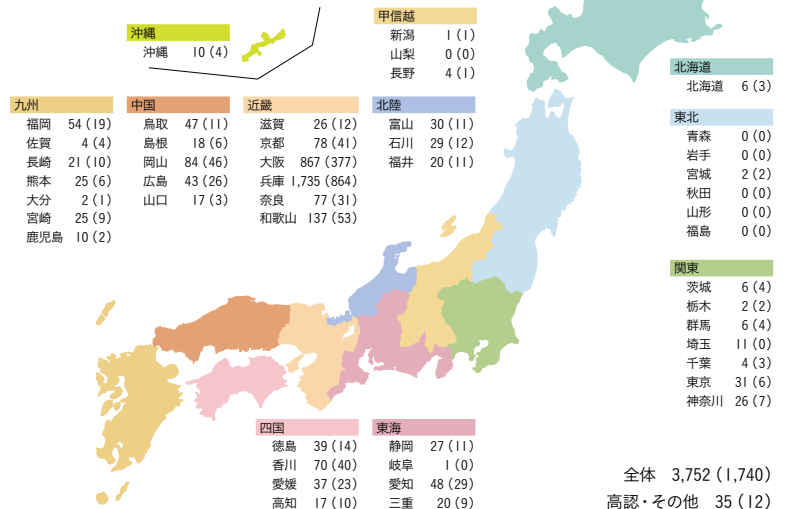 沖縄
沖縄 10(4)
甲信越
新潟 1(1)
山梨 0(0)
長野 4(1)
北海道
北海道 6(3)
九州
福岡 54(19)
佐賀 4(4)
長崎 21(10)
熊本 25(6)
大分 2(1)
宮崎 25(9)
鹿児島 10(2)
中国
鳥取 47(11)
島根 18(6)
岡山 84(46)
広島 43(26)
山口 17(3)
近畿
滋賀 26(12)
京都 78(41)
大阪 867(377)
兵庫 1,735(864)
奈良 77(31)
和歌山 137(53)
北陸
富山 30(11)
石川 29(12)
福井 20(11)
東北
青森 0(0)
岩手 0(0)
宮城 2(2)
秋田 0(0)
山形 0(0)
福島 0(0)
関東
茨城 6(4)
栃木 2(2)
群馬 6(4)
埼玉 11(0)
千葉 4(3)
東京 31(6)
神奈川 26(7)
四国
徳島 39(14)
香川 70(40)
愛媛 37(23)
高知 17(10)
東海
静岡 27(11)
岐阜 1(0)
愛知 48(29)
三重 20(9)
全体 3,752(1,740)
高認・その他 35(12)